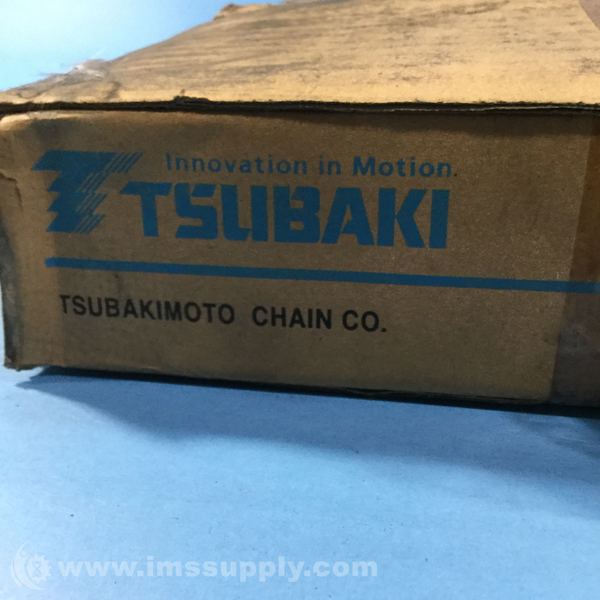 Innovation in Motion.
TSUBAKI
TSUBAKIMOTO CHAIN CO.
www.imssupply.com